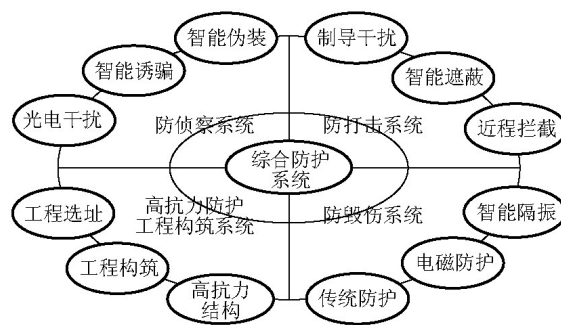 智能伪装
制导干扰
智能诱骗
智能遮蔽
光电干扰
防侦察系统
防打击系统
近程拦截
综合防护
系统
工程选址
高抗力防护
工程构筑系统
防毁伤系统
智能隔振
工程构筑
电磁防护
高抗力
结构
传统防护